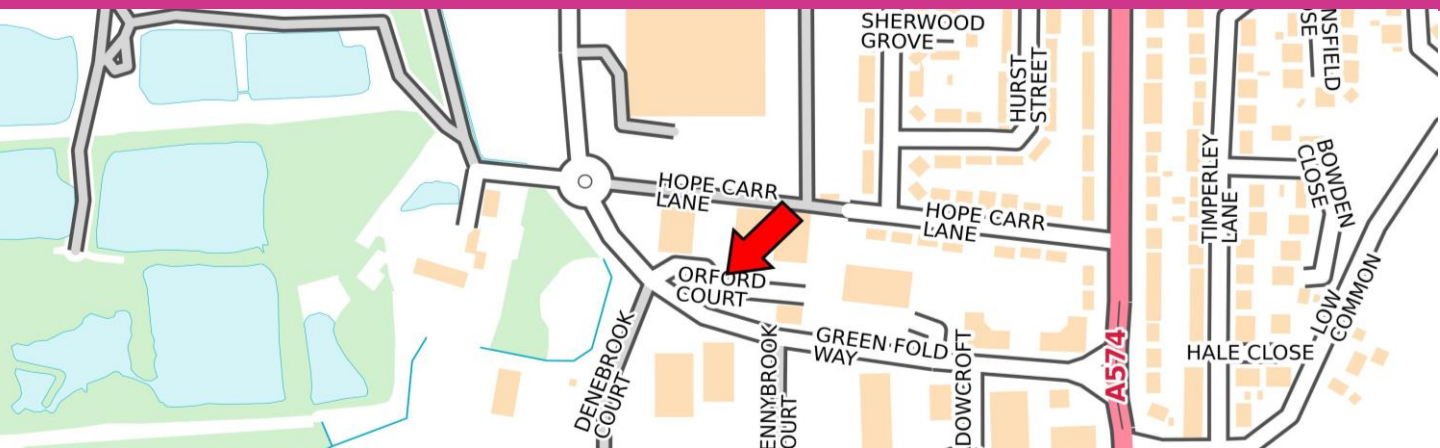 SHERWOOD
GROVE
HURST
STREET
OSE
NSFIELD
HOPE CARR
LANE
HOPE CARR
LANE
TIMPERLEY
LANE
BOWDEN
CLOSE
ORFORD
COURT
GREEN FOLD
WAY
DENEBROOK
COURT
ENNYBROOK
OURT
DOWCROFT
A574
HALE CLOSE
LOW
COMMON